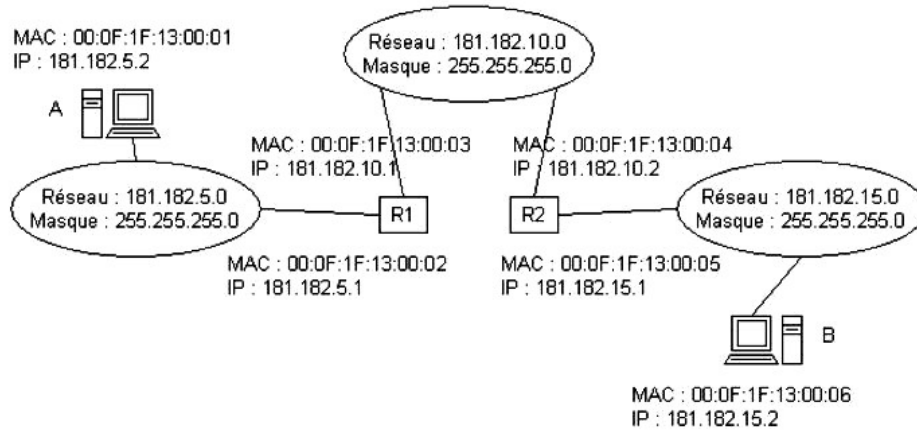 MAC : 00:0F:1F:13:00:01
IP : 181.182.5.2
A
Réseau : 181.182.10.0
Masque : 255.255.255.0
MAC : 00:0F:1F:13:00:03
IP : 181.182.10.1
MAC : 00:0F:1F:13:00:04
IP : 181.182.10.2
Réseau : 181.182.5.0
Masque : 255.255.255.0
R1
R2
Réseau : 181.182.15.0
Masque : 255.255.255.0
MAC : 00:0F:1F:13:00:02
IP : 181.182.5.1
MAC : 00:0F:1F:13:00:05
IP : 181.182.15.1
B
MAC : 00:0F:1F:13:00:06
IP : 181.182.15.2